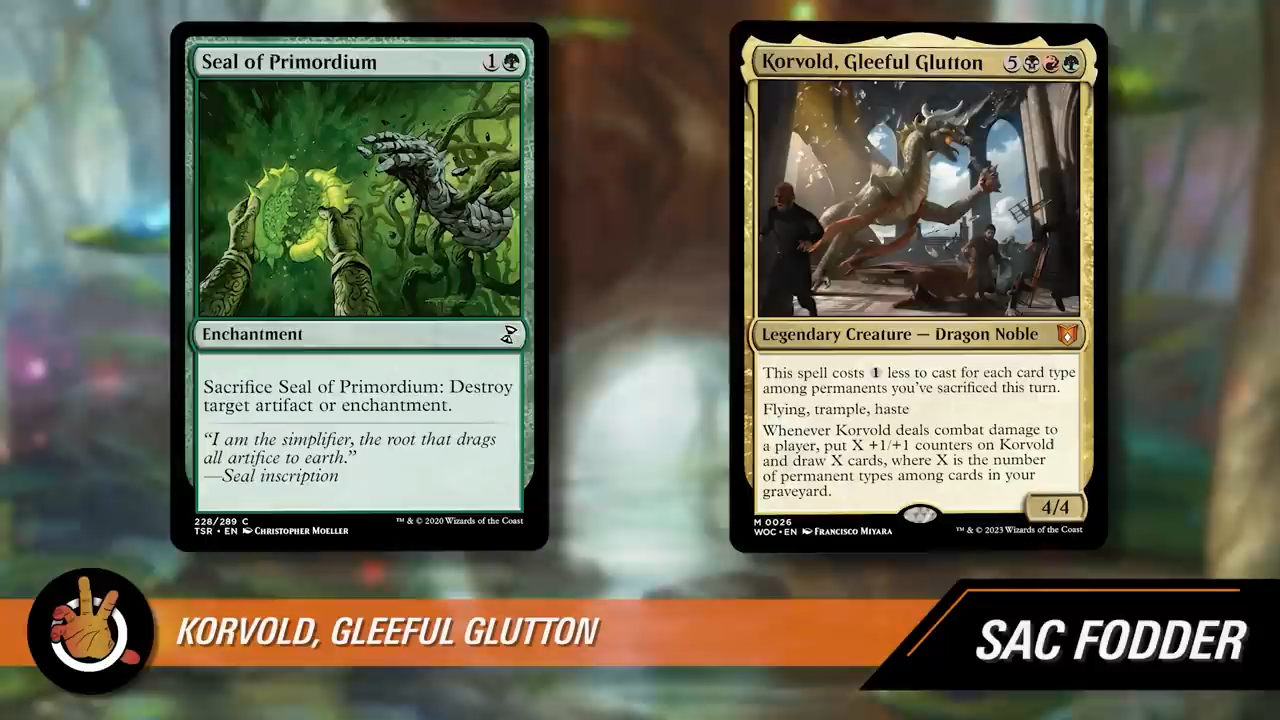 Seal of Primordium 1
Enchantment
Sacrifice Seal of Primordium: Destroy
target artifact or enchantment.
“I am the simplifier, the root that drags
all artifice to earth.”
—Seal inscription
228/289 C
TSR • EN Christopher Moeller
™ & © 2020 Wizards of the Coast
Korvold, Gleeful Glutton 5
Legendary Creature — Dragon Noble
This spell costs 1 less to cast for each card type
among permanents you've sacrificed this turn.
Flying, trample, haste
Whenever Korvold deals combat damage to
a player, put X +1/+1 counters on Korvold
and draw X cards, where X is the number
of permanent types among cards in your
graveyard.
4/4
M 0026
WOC • EN Francisco Miyara
™ & © 2023 Wizards of the Coast
KORVOLD, GLEEFUL GLUTTON
SAC FODDER